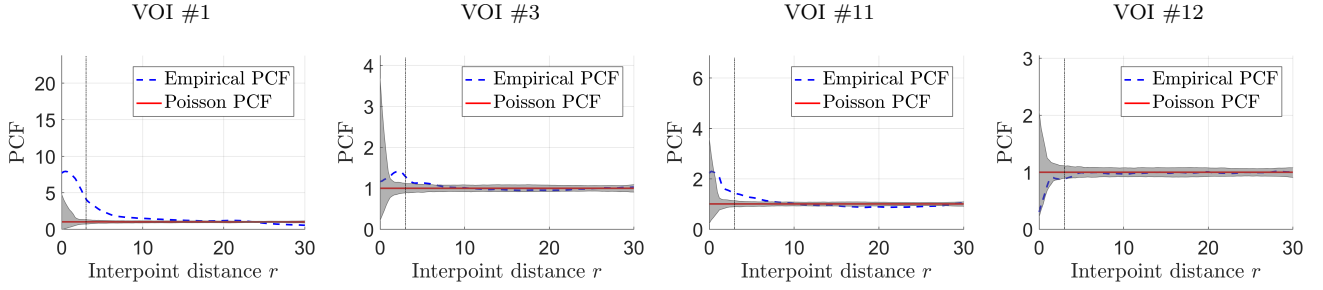 VOI #1
VOI #3
VOI #11
VOI #12
PCF
20
15
10
5
0
Empirical PCF
Poisson PCF
0 10 20 30
Interpoint distance r
PCF
4
3
2
1
0
Empirical PCF
Poisson PCF
0 10 20 30
Interpoint distance r
PCF
6
4
2
0
Empirical PCF
Poisson PCF
0 10 20 30
Interpoint distance r
PCF
3
2
1
0
Empirical PCF
Poisson PCF
0 10 20 30
Interpoint distance r